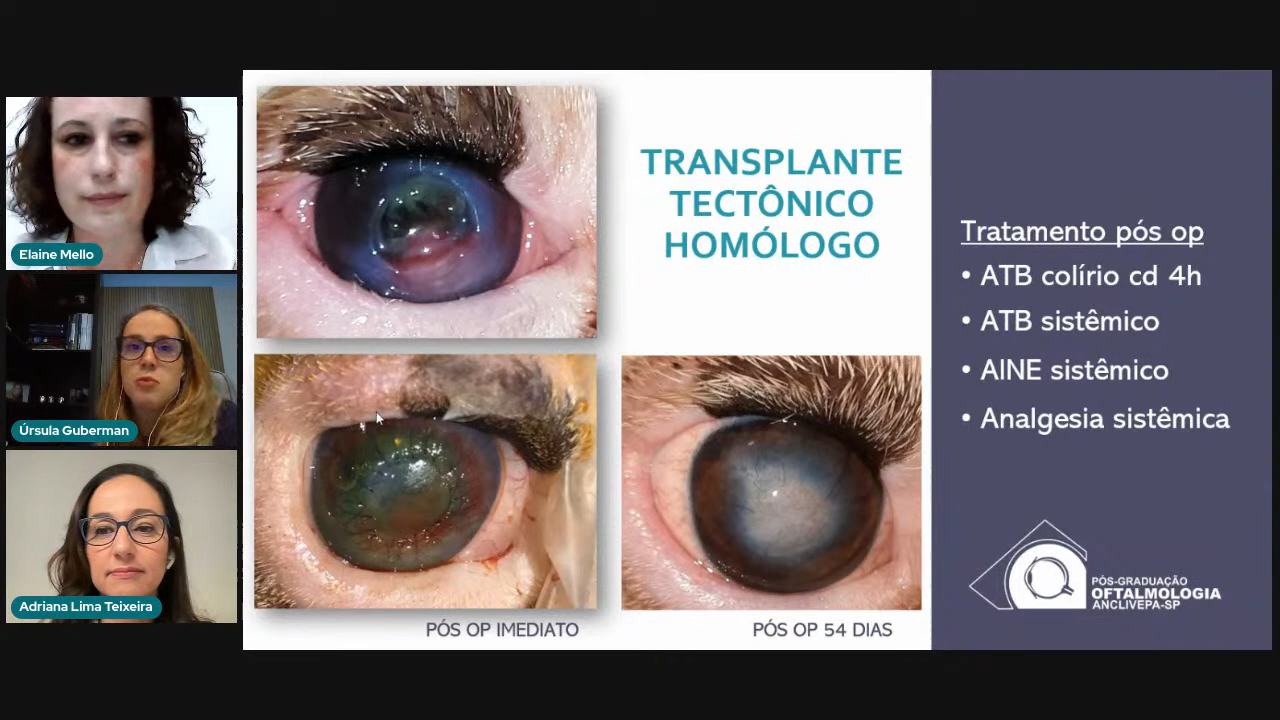 Elaine Mello
Úrsula Guberman
Adriana Lima Teixeira
TRANSPLANTE
TECTÔNICO
HOMÓLOGO
PÓS OP IMEDIATO
PÓS OP 54 DIAS
Tratamento pós op
• ATB colírio cd 4h
• ATB sistêmico
• AINE sistêmico
• Analgesia sistêmica
PÓS-GRADUAÇÃO
OFTALMOLOGIA
ANCLIVEPA-SP